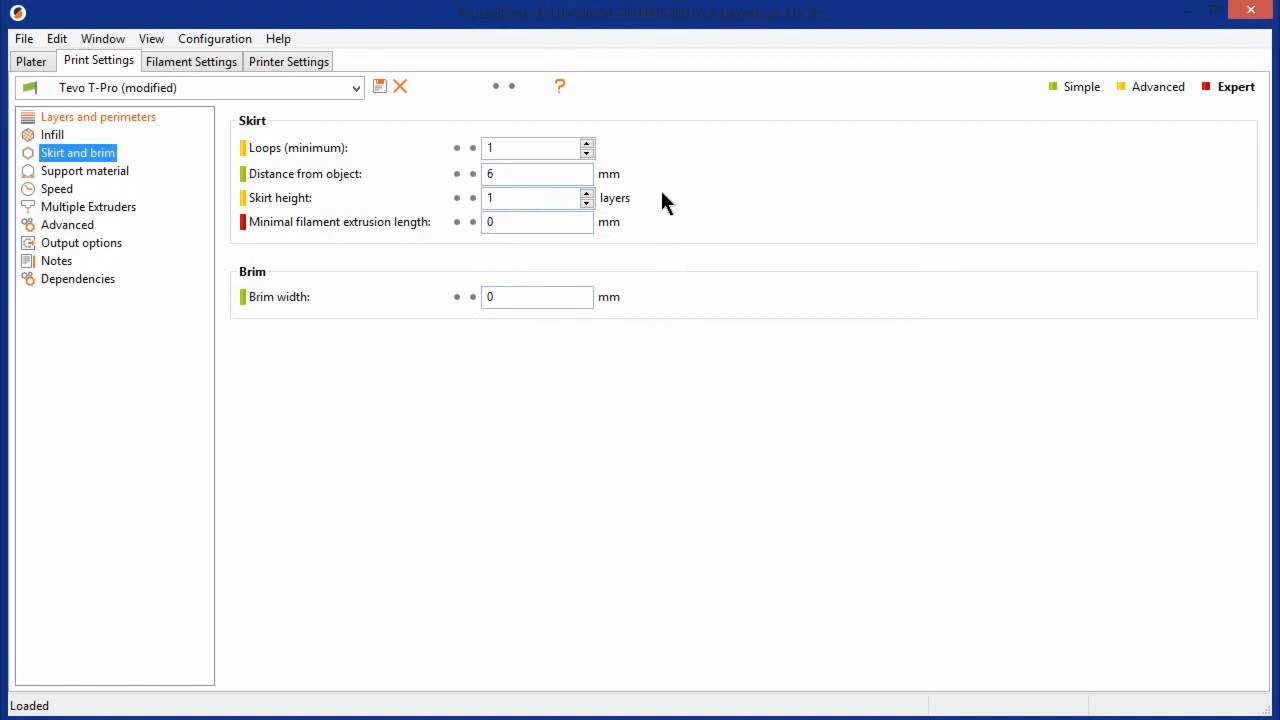 File Edit Window View Configuration Help
Plater Print Settings Filament Settings Printer Settings
Tevo T-Pro (modified) ? Simple Advanced Expert
Layers and perimeters
Infill
Skirt and brim
Support material
Speed
Multiple Extruders
Advanced
Output options
Notes
Dependencies
Skirt
Loops (minimum): 1
Distance from object: 6 mm
Skirt height: 1 layers
Minimal filament extrusion length: 0 mm
Brim
Brim width: 0 mm
Loaded